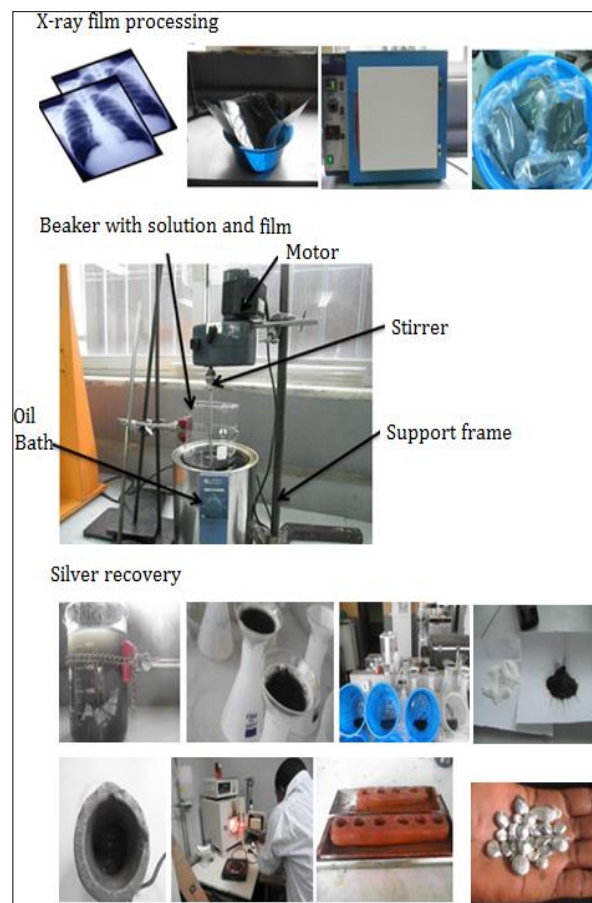 X-ray film processing
Beaker with solution and film
Motor
Stirrer
Oil
Bath
Support frame
Silver recovery